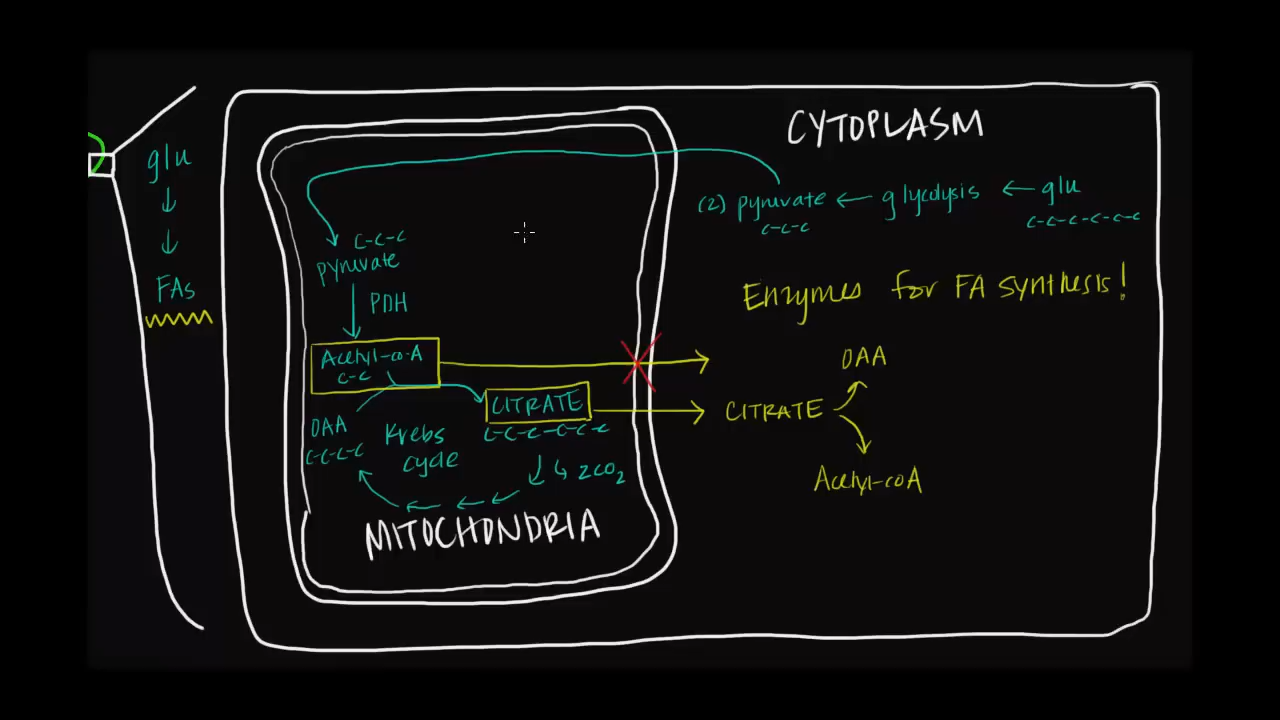 CYTOPLASM
glu
↓
↓
FAs
(2) pyruvate ← glycolysis ← glu
C-C-C
C-C-C-C-C-C
C-C-C
pyruvate
PDH
Enzymes for FA synthesis!
Acetyl-coA
C-C
OAA
CITRATE
C-C-C-C-C-C
CITRATE
OAA
C-C-C-C
Krebs
cycle
↓ ↳ 2CO2
Acetyl-coA
MITOCHONDRIA